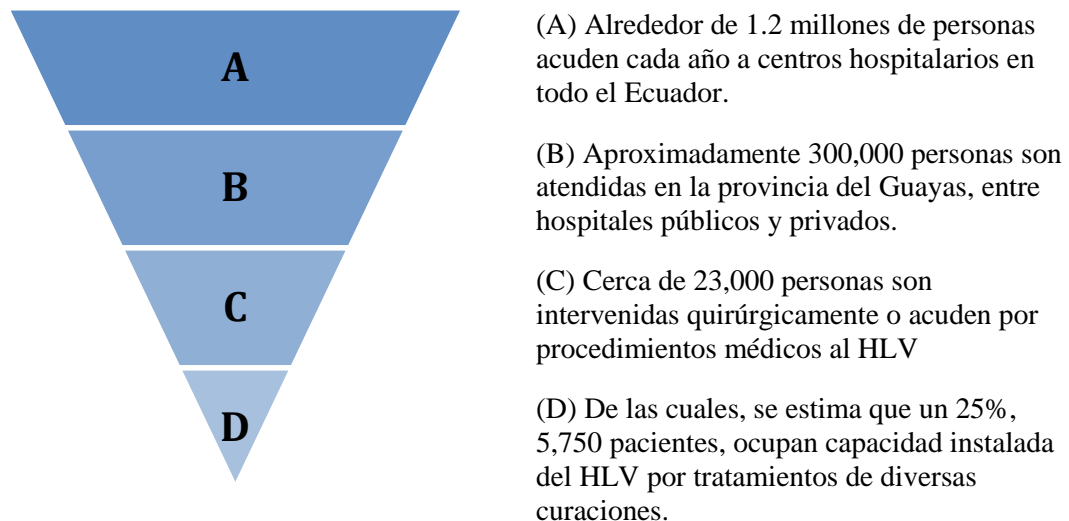 A
(A) Alrededor de 1.2 millones de personas
acuden cada año a centros hospitalarios en
todo el Ecuador.
B
(B) Aproximadamente 300,000 personas son
atendidas en la provincia del Guayas, entre
hospitales públicos y privados.
C
(C) Cerca de 23,000 personas son
intervenidas quirúrgicamente o acuden por
procedimientos médicos al HLV
D
(D) De las cuales, se estima que un 25%,
5,750 pacientes, ocupan capacidad instalada
del HLV por tratamientos de diversas
curaciones.